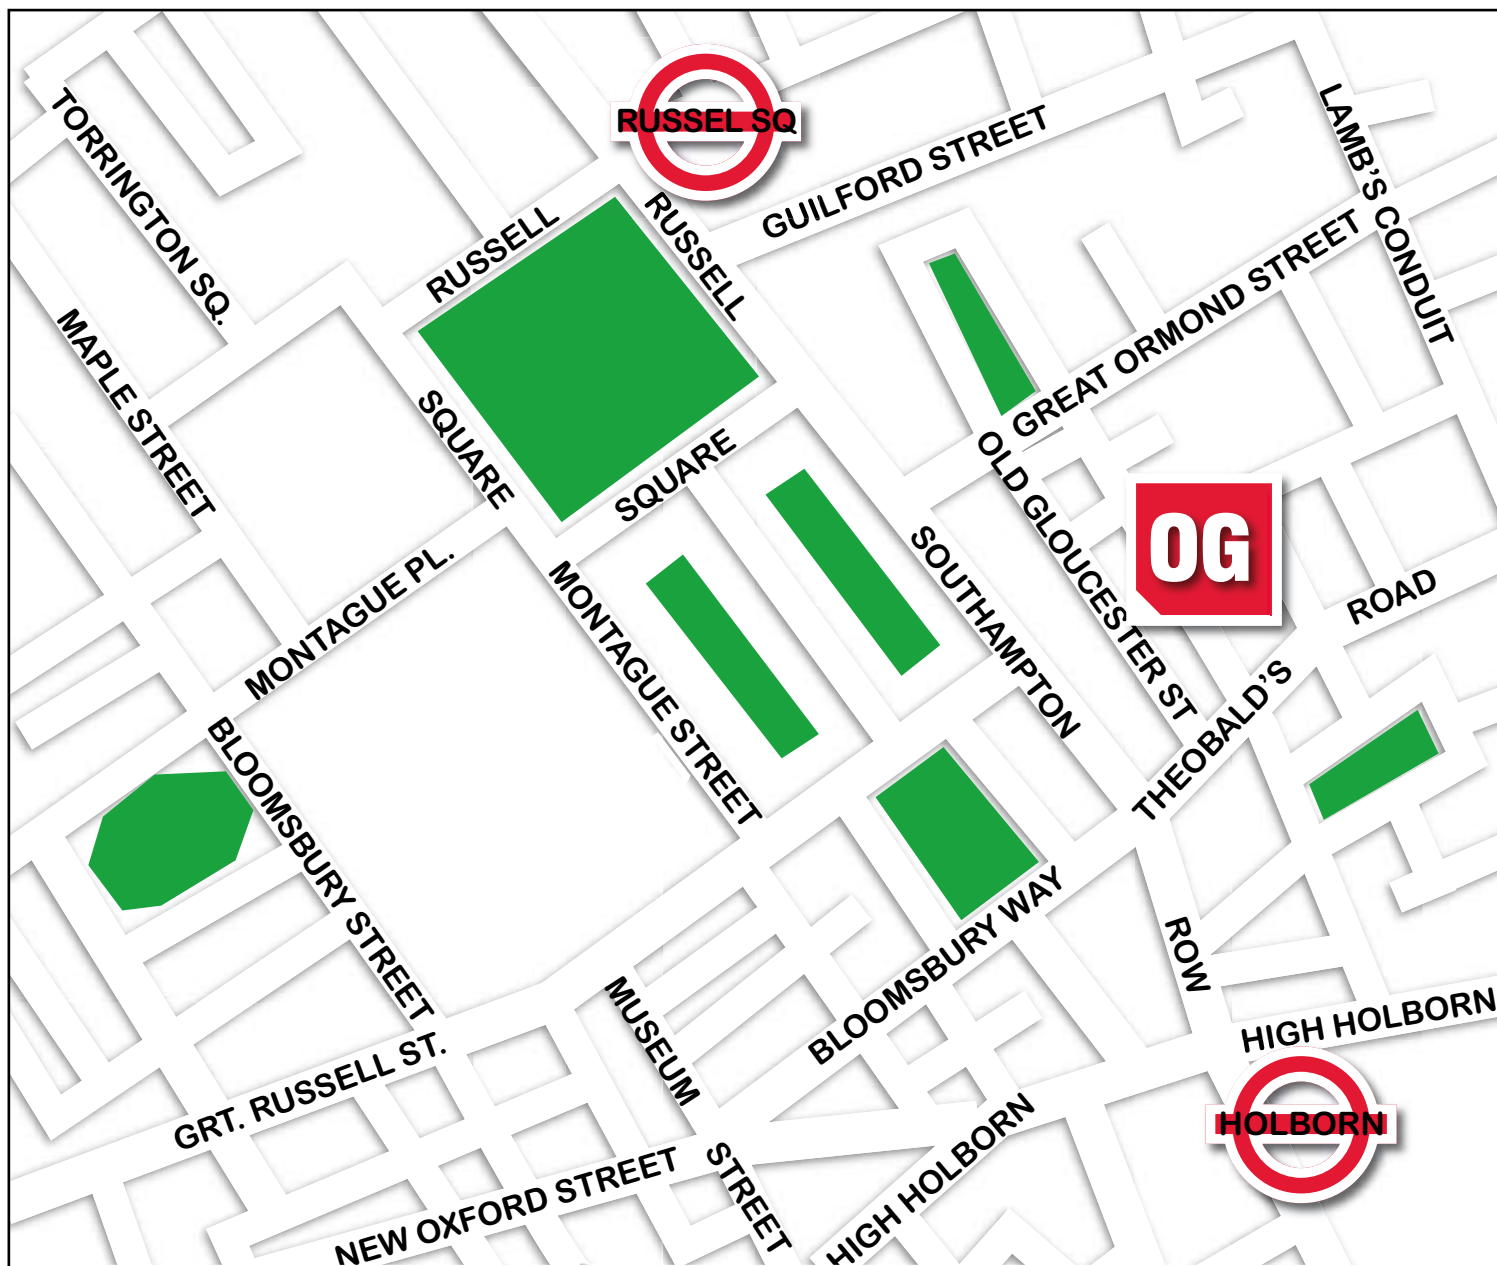 RUSSEL SQ
TORRINGTON SQ.
GUILFORD STREET
LAMB'S CONDUIT
RUSSELL
RUSSELL
GREAT ORMOND STREET
MAPLE STREET
SQUARE
SQUARE
OLD GLOUCESTER ST
OG
SOUTHAMPTON
ROAD
MONTAGUE PL.
MONTAGUE STREET
THEOBALD'S
BLOOMSBURY STREET
BLOOMSBURY WAY
ROW
MUSEUM
HIGH HOLBORN
GRT. RUSSELL ST.
HOLBORN
HIGH HOLBORN
STREET
NEW OXFORD STREET